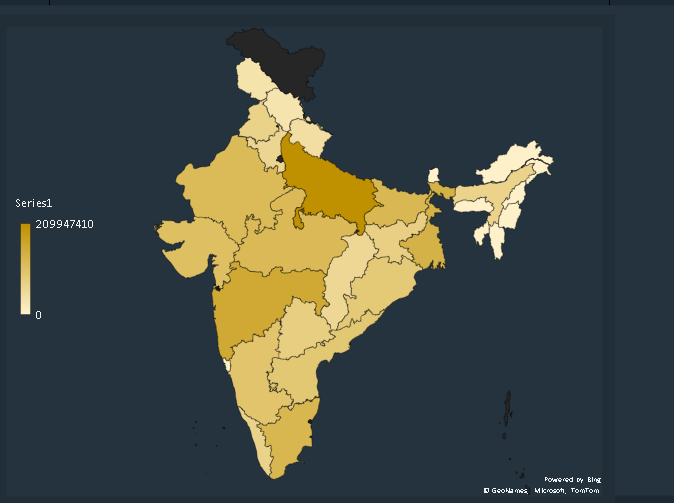 Series1
209947410
0
Powered by Bing
© GeoNames, Microsoft, TomTom